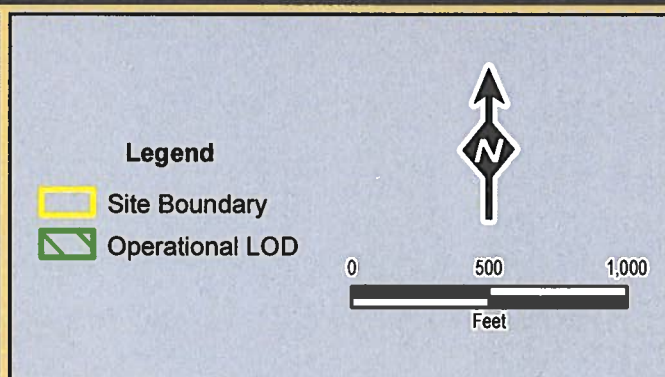 Legend
Site Boundary
Operational LOD
N
0 500 1,000
Feet